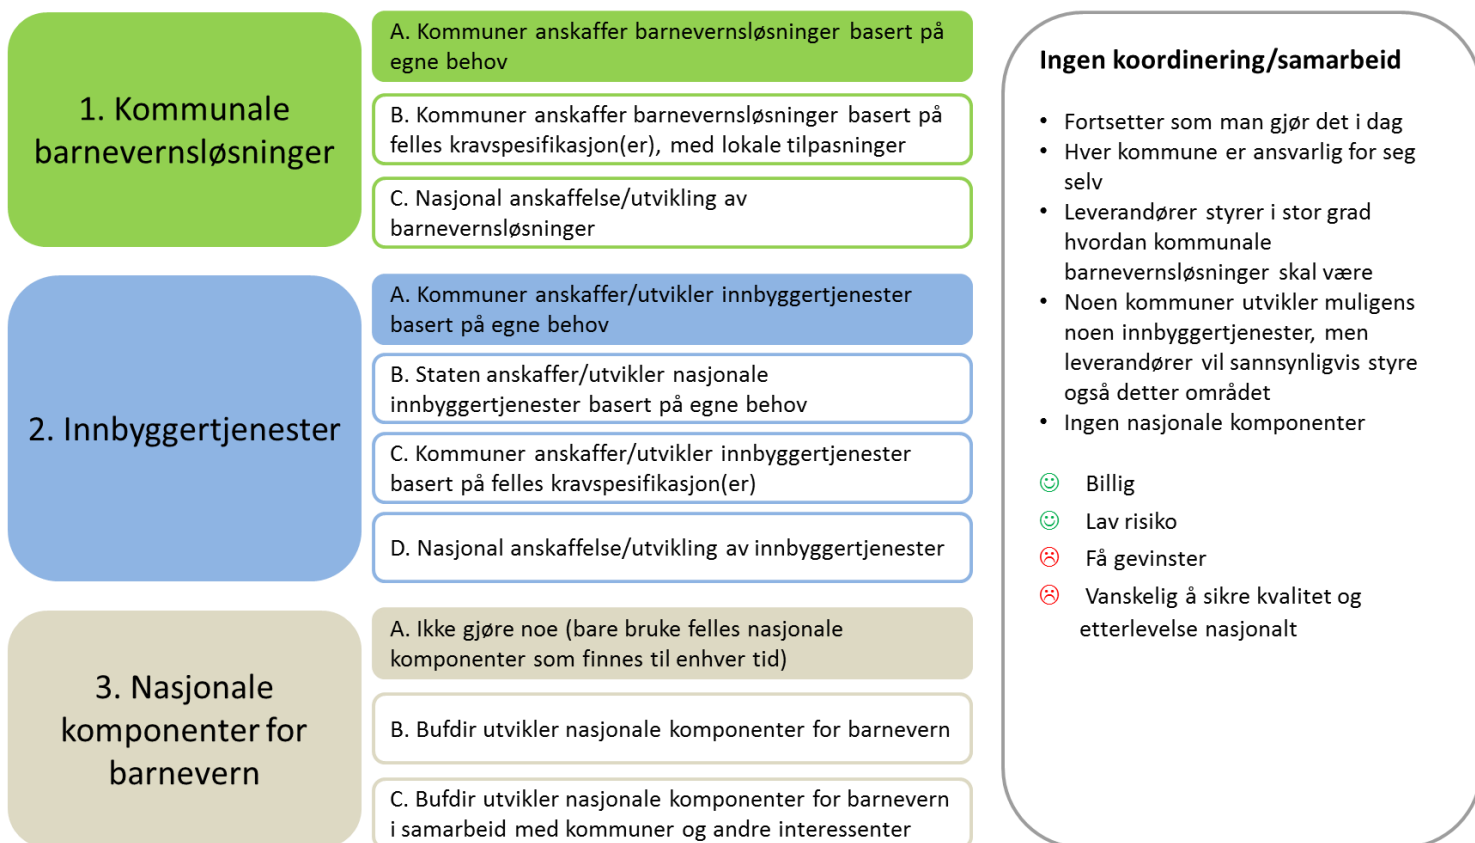 1. Kommunale
barnevernsløsninger
A. Kommuner anskaffer barnevernsløsninger basert på
egne behov
B. Kommuner anskaffer barnevernsløsninger basert på
felles kravspesifikasjon(er), med lokale tilpasninger
C. Nasjonal anskaffelse/utvikling av
barnevernsløsninger
2. Innbyggertjenester
A. Kommuner anskaffer/utvikler innbyggertjenester
basert på egne behov
B. Staten anskaffer/utvikler nasjonale
innbyggertjenester basert på egne behov
C. Kommuner anskaffer/utvikler innbyggertjenester
basert på felles kravspesifikasjon(er)
D. Nasjonal anskaffelse/utvikling av innbyggertjenester
3. Nasjonale
komponenter for
barnevern
A. Ikke gjøre noe (bare bruke felles nasjonale
komponenter som finnes til enhver tid)
B. Bufdir utvikler nasjonale komponenter for barnevern
C. Bufdir utvikler nasjonale komponenter for barnevern
i samarbeid med kommuner og andre interessenter
Ingen koordinering/samarbeid
• Fortsetter som man gjør det i dag
• Hver kommune er ansvarlig for seg
selv
• Leverandører styrer i stor grad
hvordan kommunale
barnevernsløsninger skal være
• Noen kommuner utvikler muligens
noen innbyggertjenester, men
leverandører vil sannsynligvis styre
også detter området
• Ingen nasjonale komponenter
☺ Billig
☺ Lav risiko
☹ Få gevinster
☹ Vanskelig å sikre kvalitet og
etterlevelse nasjonalt